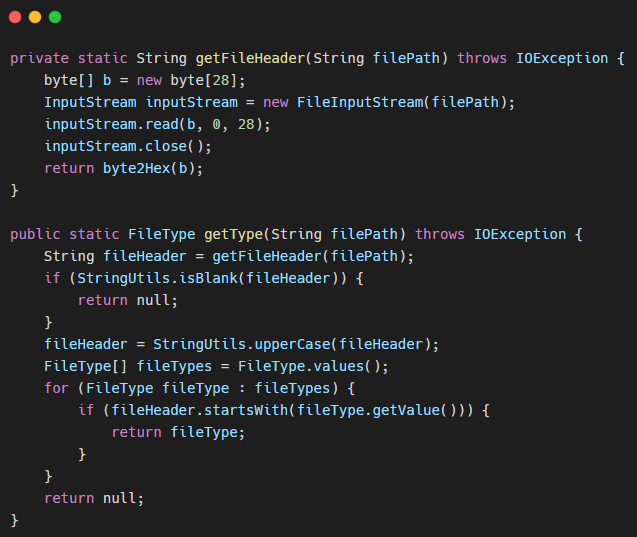 private static String getFileHeader(String filePath) throws IOException {
    byte[] b = new byte[28];
    InputStream inputStream = new FileInputStream(filePath);
    inputStream.read(b, 0, 28);
    inputStream.close();
    return byte2Hex(b);
}

public static FileType getType(String filePath) throws IOException {
    String fileHeader = getFileHeader(filePath);
    if (StringUtils.isBlank(fileHeader)) {
        return null;
    }
    fileHeader = StringUtils.upperCase(fileHeader);
    FileType[] fileTypes = FileType.values();
    for (FileType fileType : fileTypes) {
        if (fileHeader.startsWith(fileType.getValue())) {
            return fileType;
        }
    }
    return null;
}